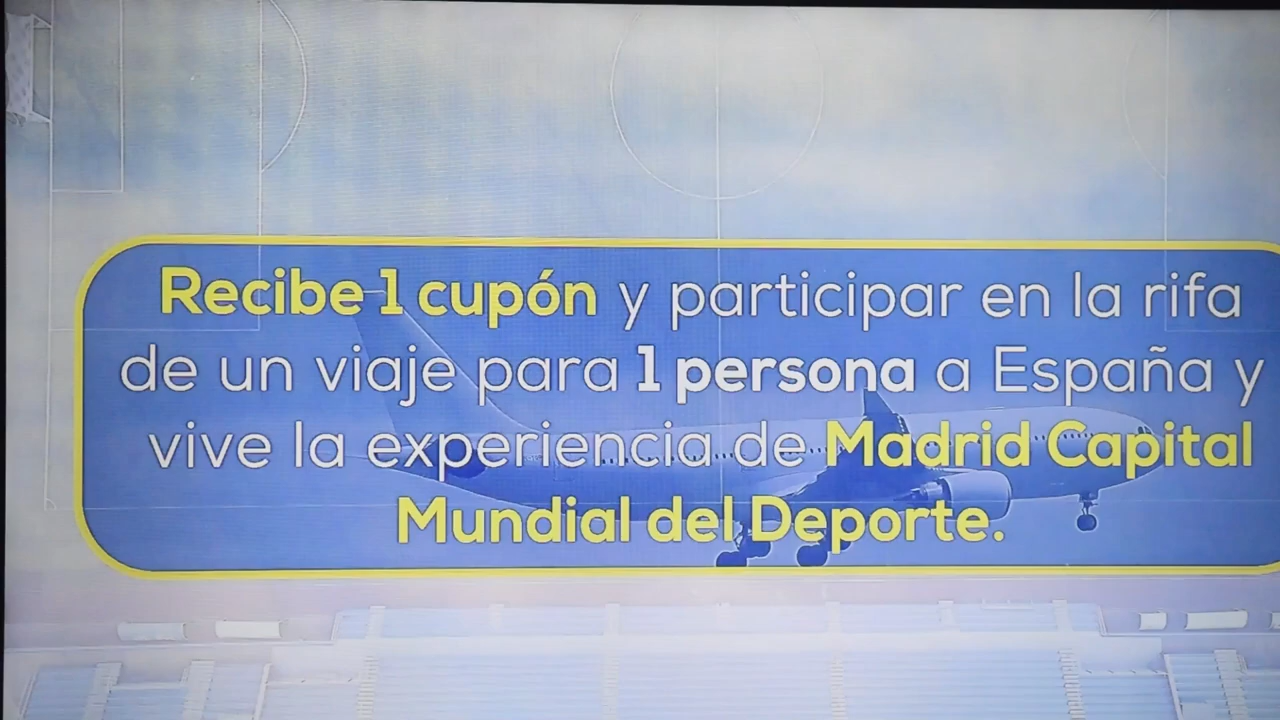 Recibe 1 cupón y participar en la rifa
de un viaje para 1 persona a España y
vive la experiencia de Madrid Capital
Mundial del Deporte.